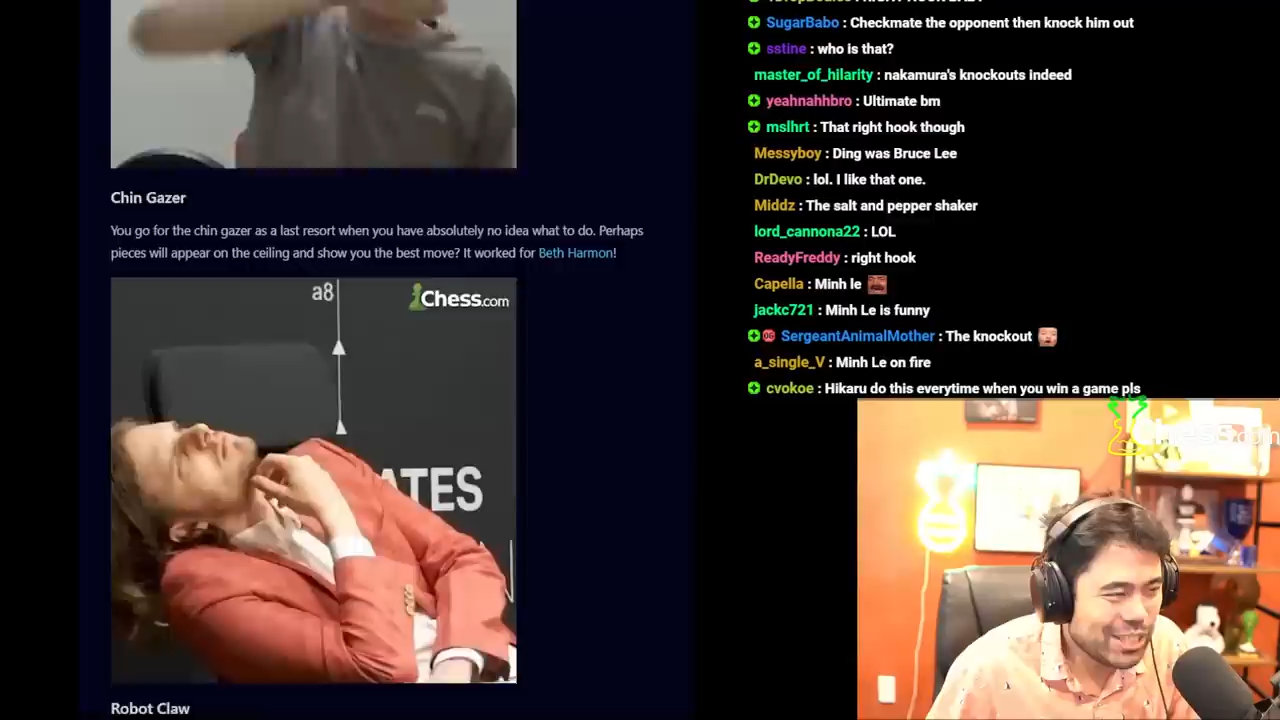 SugarBabo : Checkmate the opponent then knock him out
sstine : who is that?
master_of_hilarity : nakamura's knockouts indeed
yeahnahhbro : Ultimate bm
mslhrt : That right hook though
Messyboy : Ding was Bruce Lee
DrDevo : lol. I like that one.
Middz : The salt and pepper shaker
lord_cannona22 : LOL
ReadyFreddy : right hook
Capella : Minh le
jackc721 : Minh Le is funny
SergeantAnimalMother : The knockout
a_single_V : Minh Le on fire
cvokoe : Hikaru do this everytime when you win a game pls
Chin Gazer
You go for the chin gazer as a last resort when you have absolutely no idea what to do. Perhaps
pieces will appear on the ceiling and show you the best move? It worked for Beth Harmon!
a8
Chess.com
ATES
Robot Claw
Chess.com